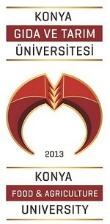 KONYA
GIDA VE TARIM
ÜNİVERSİTESİ
2013
KONYA
FOOD & AGRICULTURE
UNIVERSITY